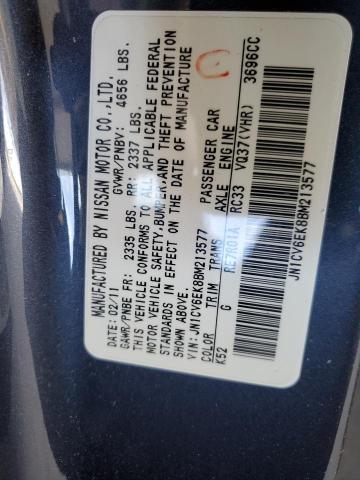 MANUFACTURED BY NISSAN MOTOR CO.,LTD.
DATE: 02/11 GVWR/PNBV: 4656 LBS.
GAWR/PNBE FR: 2335 LBS. RR: 2337 LBS.
THIS VEHICLE CONFORMS TO ALL APPLICABLE FEDERAL
MOTOR VEHICLE SAFETY,BUMPER,AND THEFT PREVENTION
STANDARDS IN EFFECT ON THE DATE OF MANUFACTURE
SHOWN ABOVE.
VIN: JN1CV6EK8BM213577 PASSENGER CAR
COLOR TRIM TRANS AXLE ENGINE
K52 G RE7R01A RC33 VQ37(VHR) 3696CC
JN1CV6EK8BM213577